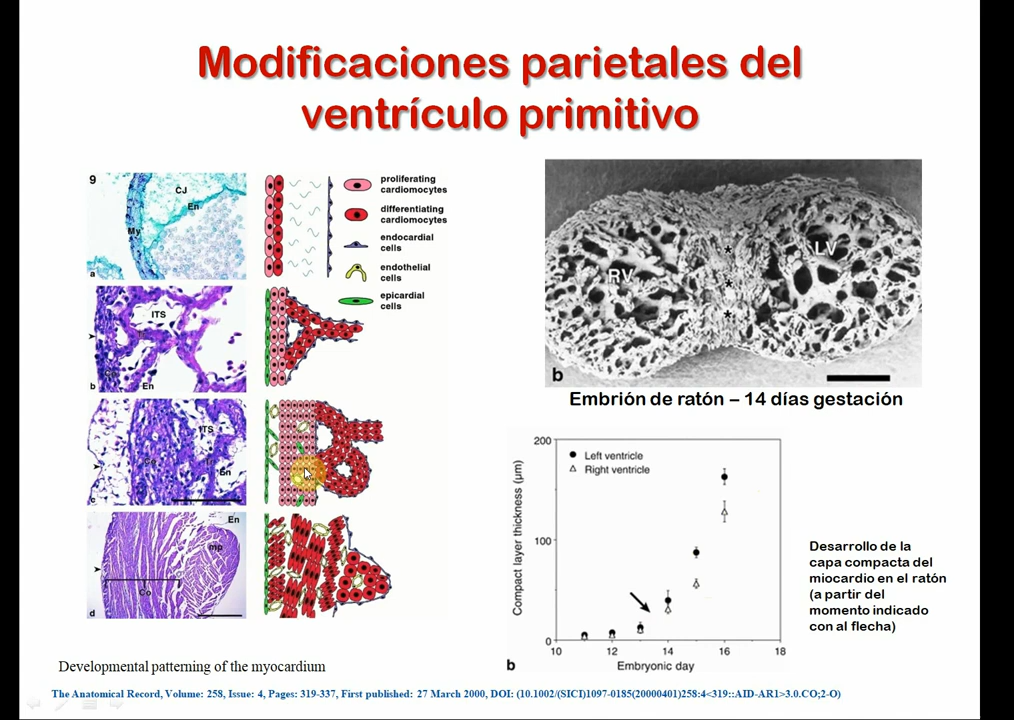 Modificaciones parietales del
ventrículo primitivo
9
CJ
En
My
a
proliferating
cardiomocytes
differentiating
cardiomocytes
endocardial
cells
endothelial
cells
epicardial
cells
ITS
En
b
ITS
Co
En
c
En
mp
Co
d
RV
LV
*
*
*
b
Embrión de ratón – 14 días gestación
200
100
0
Left ventricle
Right ventricle
Compact layer thickness (μm)
10
12
14
16
18
Embryonic day
b
Desarrollo de la
capa compacta del
miocardio en el ratón
(a partir del
momento indicado
con al flecha)
Developmental patterning of the myocardium
The Anatomical Record, Volume: 258, Issue: 4, Pages: 319-337, First published: 27 March 2000, DOI: (10.1002/(SICI)1097-0185(20000401)258:4<319::AID-AR1>3.0.CO;2-O)